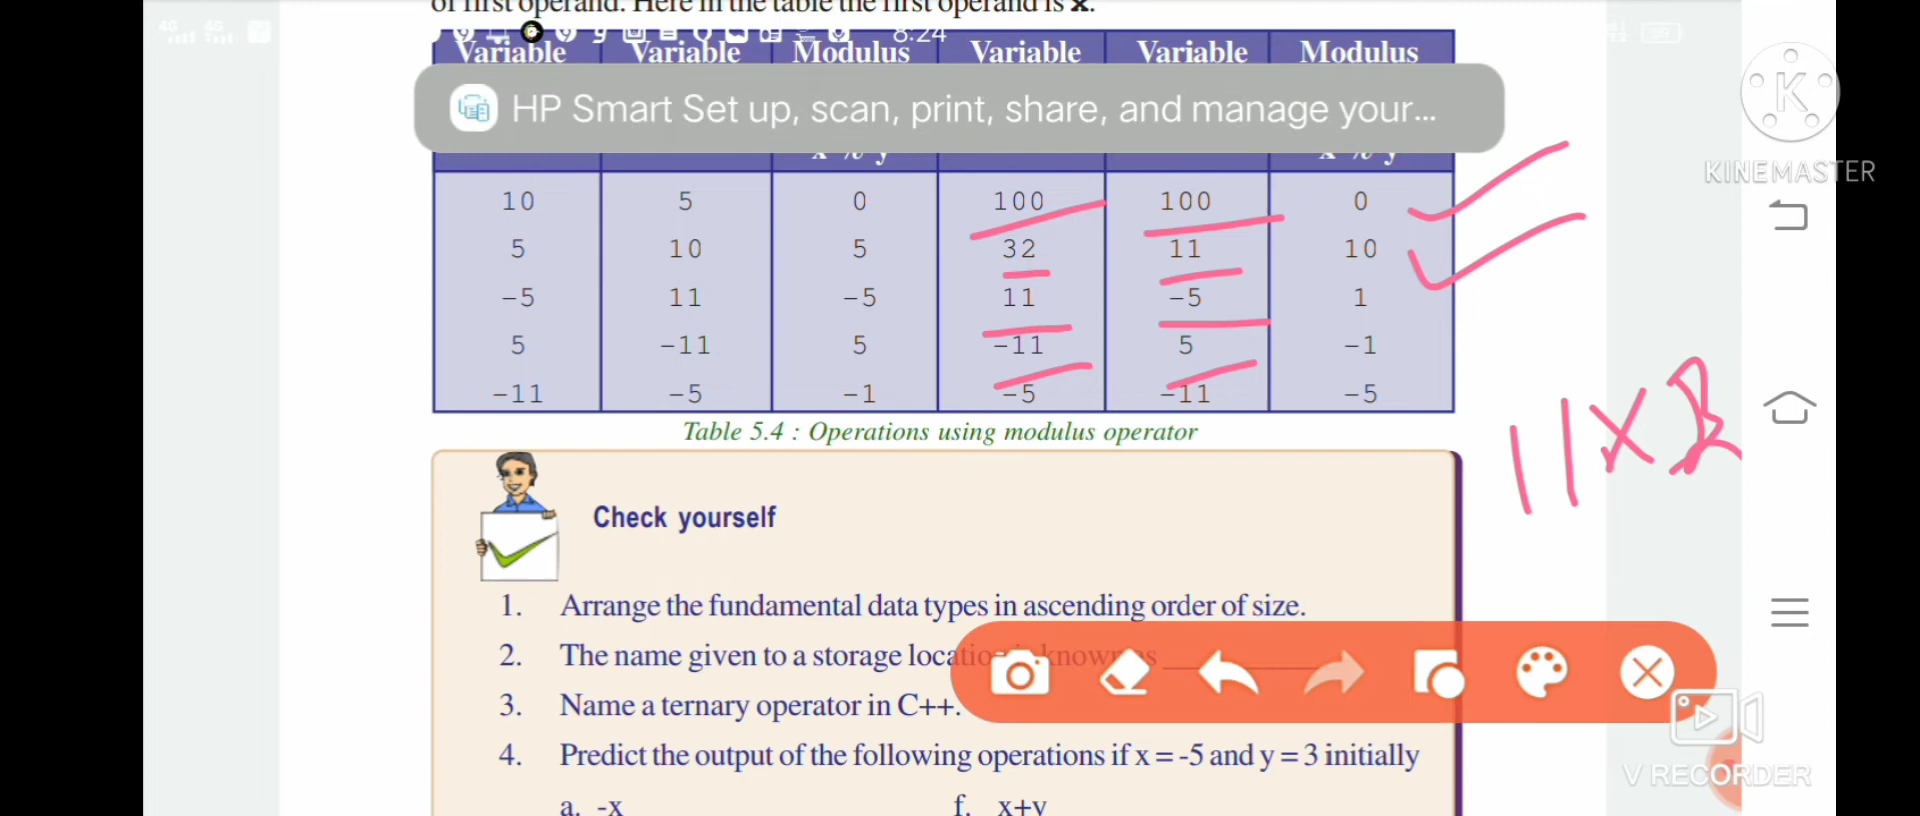 of first operand. Here in the table the first operand is x.
4G 4G 8:24
Variable Variable Modulus Variable Variable Modulus
HP Smart Set up, scan, print, share, and manage your...
x % y x % y
10 5 0 100 100 0
5 10 5 32 11 10
-5 11 -5 11 -5 1
5 -11 5 -11 5 -1
-11 -5 -1 -5 -11 -5
Table 5.4 : Operations using modulus operator
11×2
Check yourself
1. Arrange the fundamental data types in ascending order of size.
2. The name given to a storage location is known as ____________
3. Name a ternary operator in C++.
4. Predict the output of the following operations if x = -5 and y = 3 initially
a. -x f. x+y
K
KINEMASTER
V RECORDER